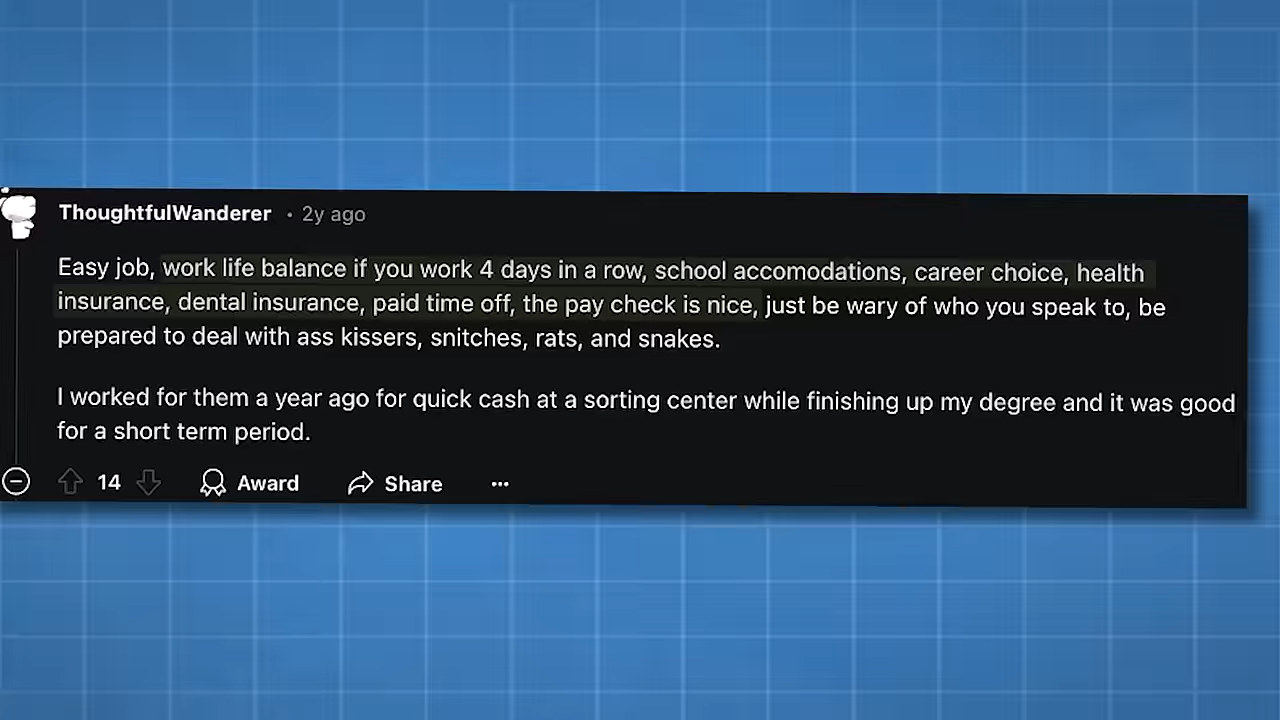 ThoughtfulWanderer • 2y ago
Easy job, work life balance if you work 4 days in a row, school accomodations, career choice, health
insurance, dental insurance, paid time off, the pay check is nice, just be wary of who you speak to, be
prepared to deal with ass kissers, snitches, rats, and snakes.
I worked for them a year ago for quick cash at a sorting center while finishing up my degree and it was good
for a short term period.
14 Award Share ...